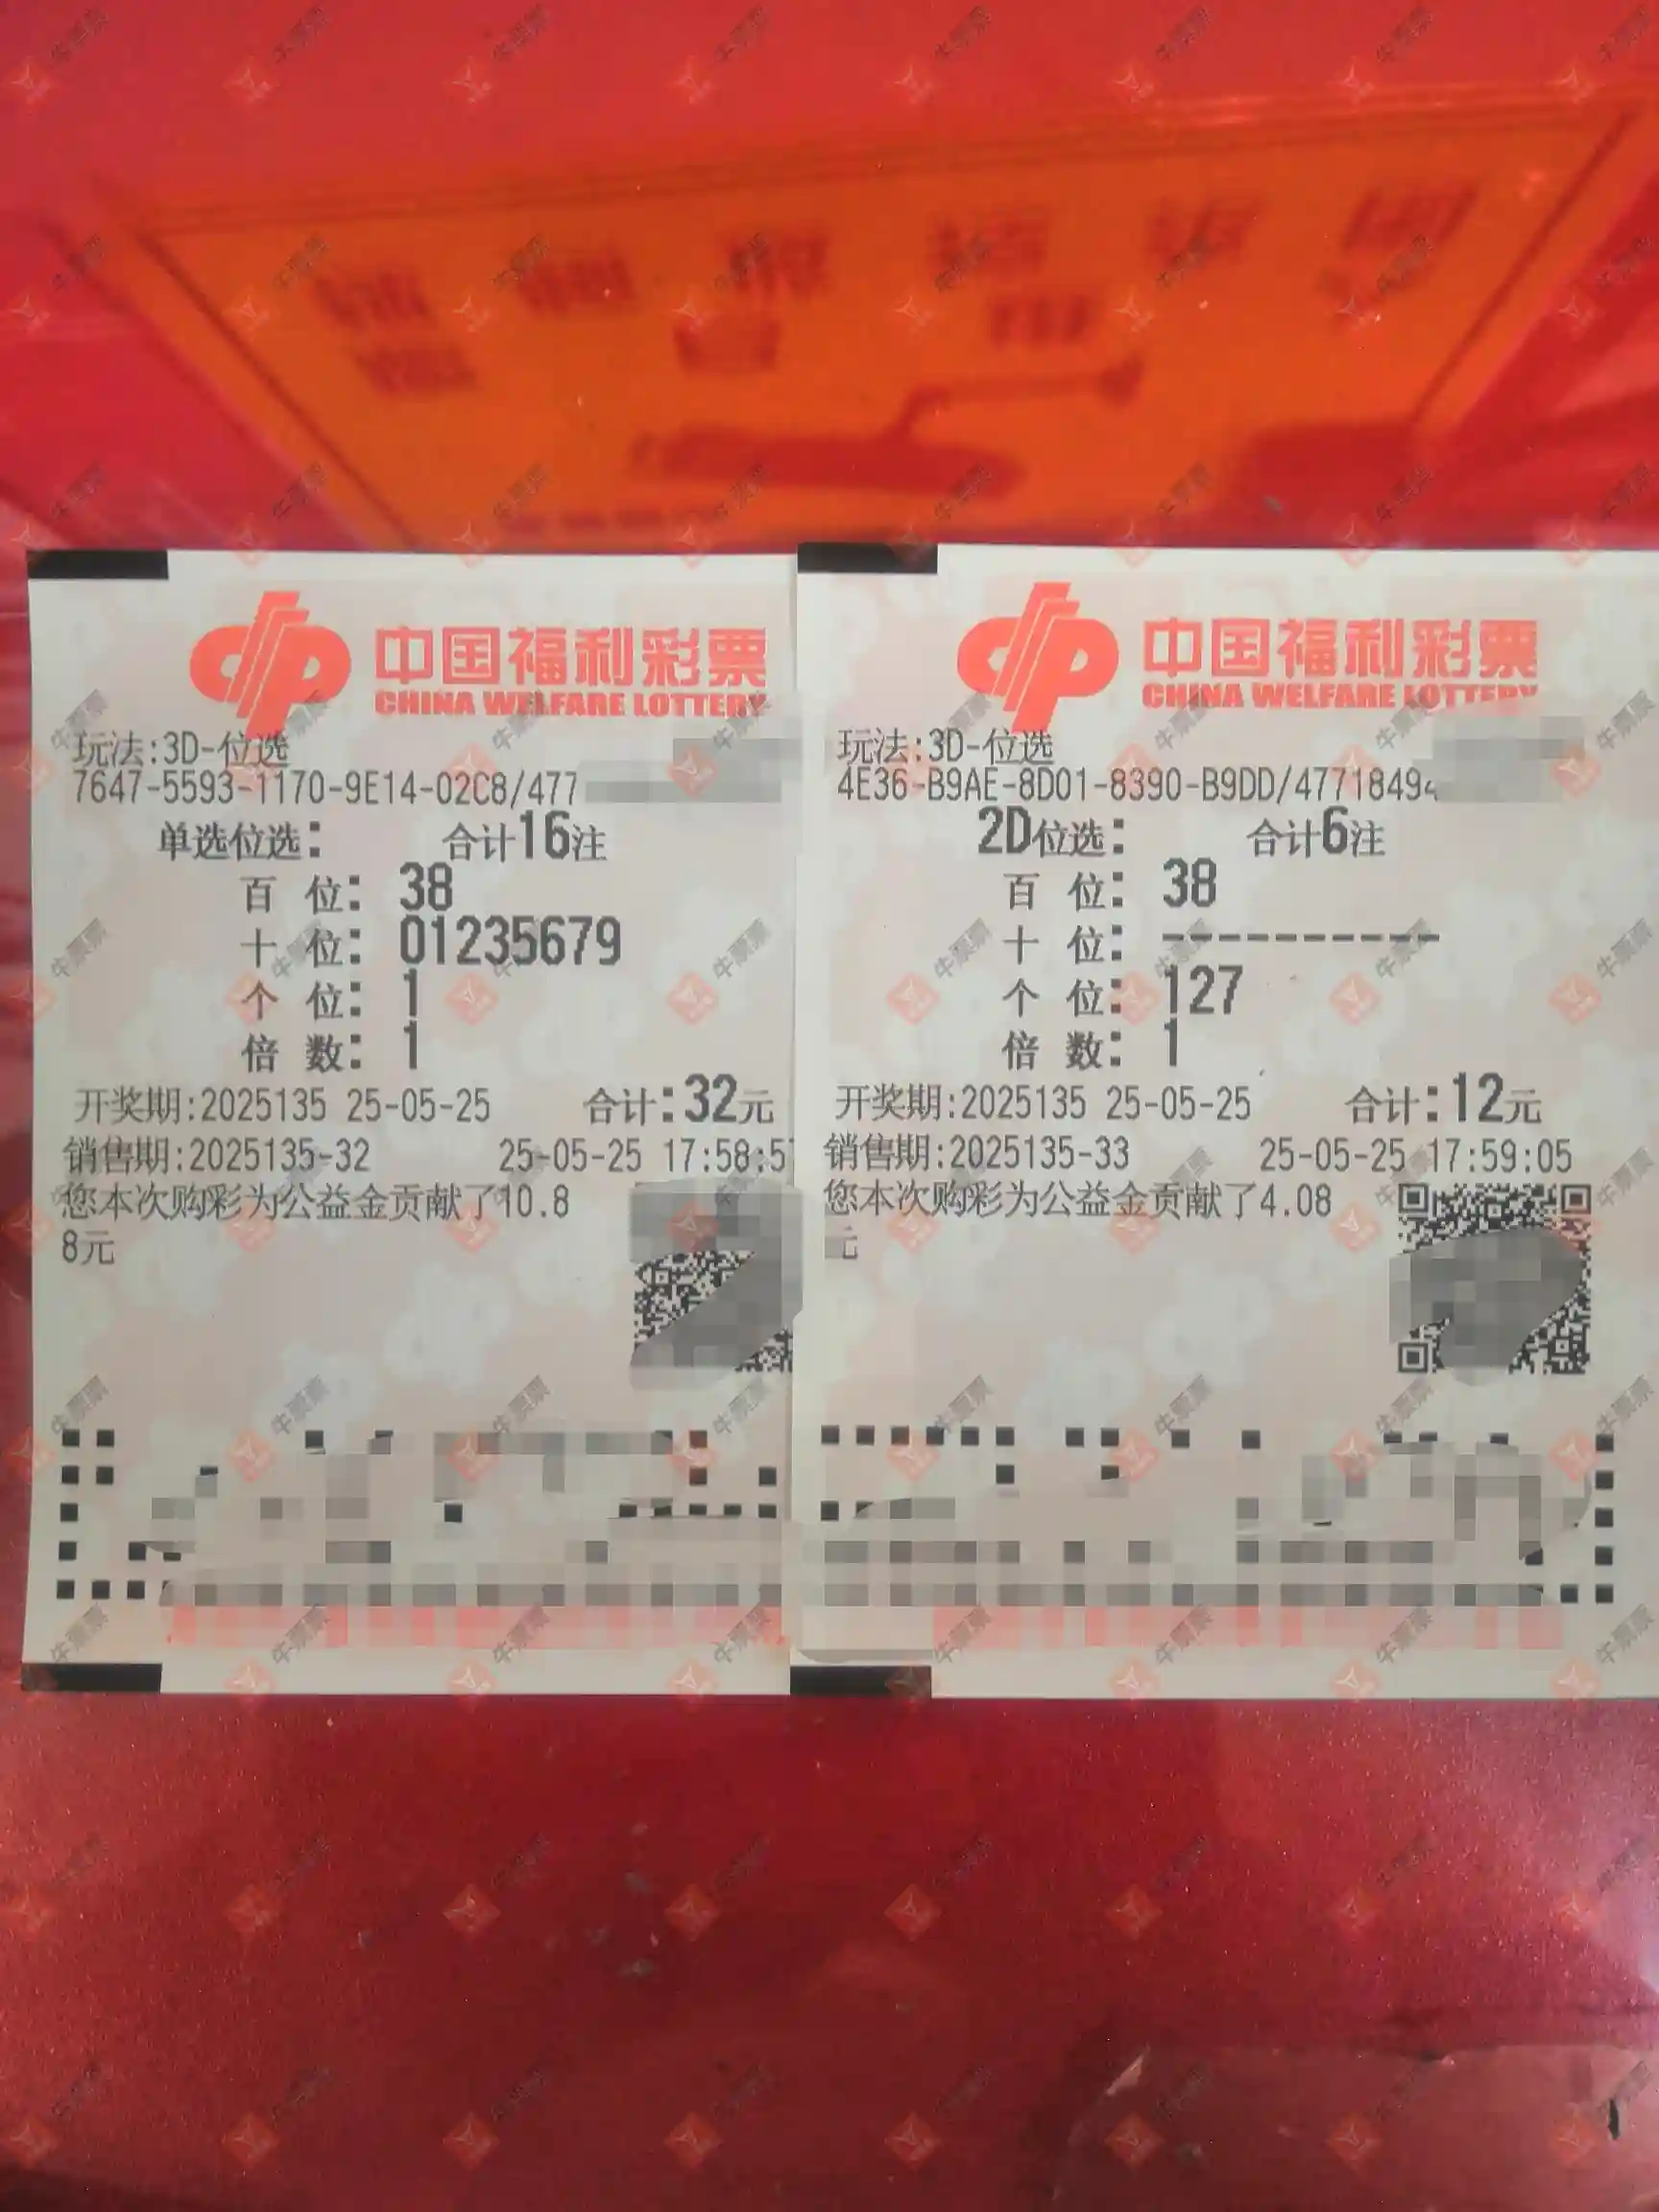 中国福利彩票
CHINA WELFARE LOTTERY
玩法:3D-位选
7647-5593-1170-9E14-02C8/477
单选位选: 合计16注
百 位: 38
十 位: 01235679
个 位: 1
倍 数: 1
开奖期:2025135 25-05-25 合计:32元
销售期:2025135-32 25-05-25 17:58:5
您本次购彩为公益金贡献了10.8
8元
中国福利彩票
CHINA WELFARE LOTTERY
玩法:3D-位选
4E36-B9AE-8D01-8390-B9DD/4771849
2D位选: 合计6注
百 位: 38
十 位: ----------
个 位: 127
倍 数: 1
开奖期:2025135 25-05-25 合计:12元
销售期:2025135-33 25-05-25 17:59:05
您本次购彩为公益金贡献了4.08
元
牛票票